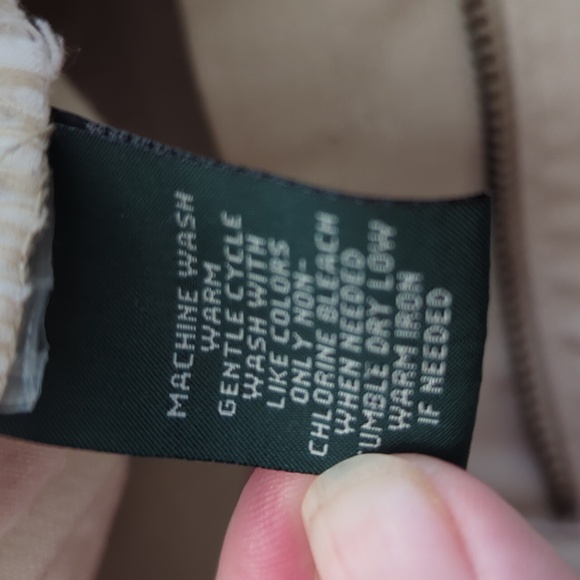 MACHINE WASH
WARM
GENTLE CYCLE
WASH WITH
LIKE COLORS
ONLY NON-
CHLORINE BLEACH
WHEN NEEDED
TUMBLE DRY LOW
WARM IRON
IF NEEDED